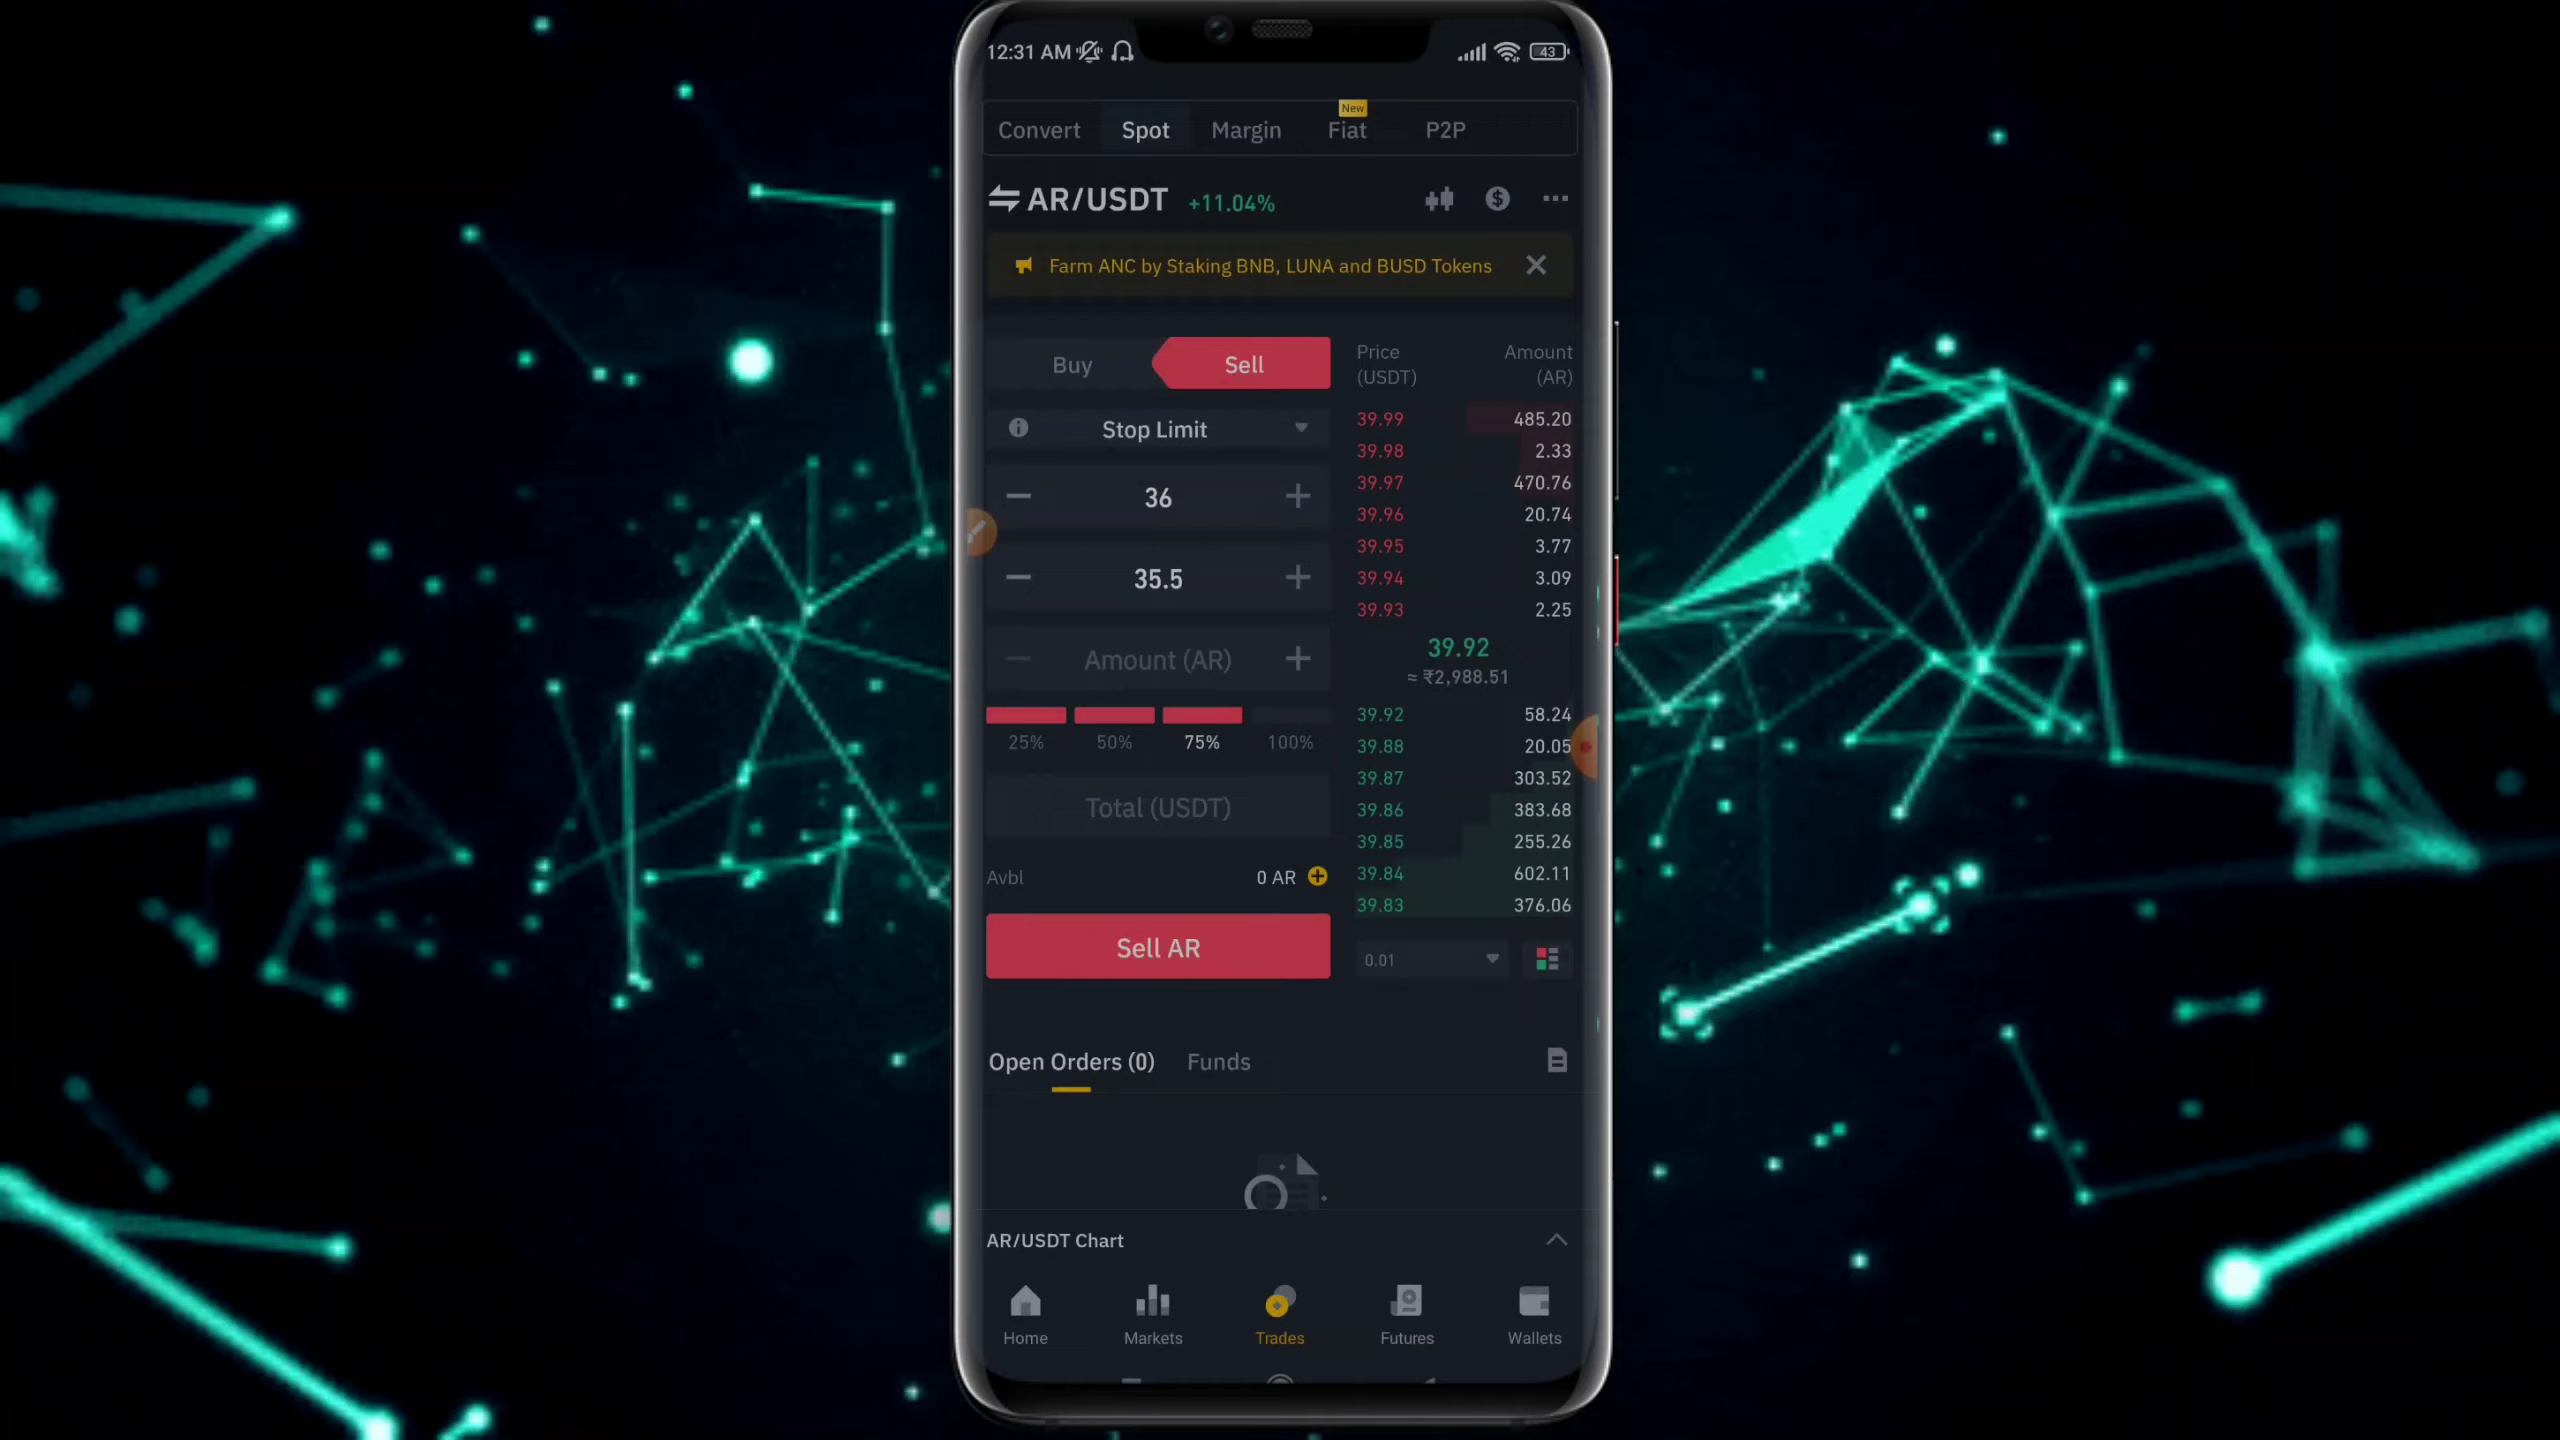 12:31 AM 43
New
Convert Spot Margin Fiat P2P
AR/USDT +11.04%
Farm ANC by Staking BNB, LUNA and BUSD Tokens
Buy Sell
Stop Limit
36
35.5
Amount (AR)
25% 50% 75% 100%
Total (USDT)
Avbl 0 AR
Sell AR
Price Amount
(USDT) (AR)
39.99 485.20
39.98 2.33
39.97 470.76
39.96 20.74
39.95 3.77
39.94 3.09
39.93 2.25
39.92
≈ ₹2,988.51
39.92 58.24
39.88 20.05
39.87 303.52
39.86 383.68
39.85 255.26
39.84 602.11
39.83 376.06
0.01
Open Orders (0) Funds
AR/USDT Chart
Home Markets Trades Futures Wallets